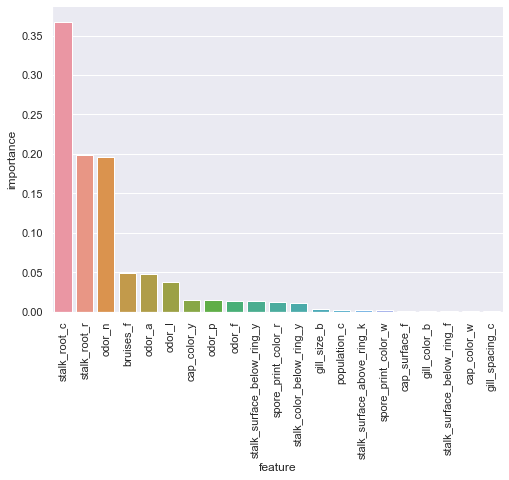 importance
0.35
0.30
0.25
0.20
0.15
0.10
0.05
0.00
stalk_root_c
stalk_root_r
odor_n
bruises_f
odor_a
odor_l
cap_color_y
odor_p
odor_f
stalk_surface_below_ring_y
spore_print_color_r
stalk_color_below_ring_y
gill_size_b
population_c
stalk_surface_above_ring_k
spore_print_color_w
cap_surface_f
gill_color_b
stalk_surface_below_ring_f
cap_color_w
gill_spacing_c
feature